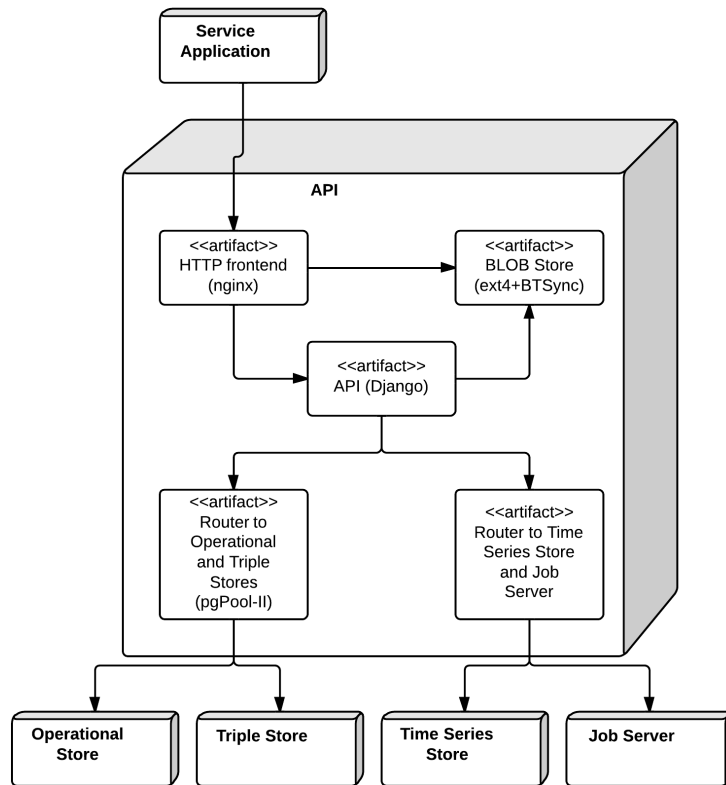 Service
Application
API
<<artifact>>
HTTP frontend
(nginx)
<<artifact>>
BLOB Store
(ext4+BTSync)
<<artifact>>
API (Django)
<<artifact>>
Router to
Operational
and Triple
Stores
(pgPool-II)
<<artifact>>
Router to Time
Series Store
and Job
Server
Operational
Store
Triple Store
Time Series
Store
Job Server